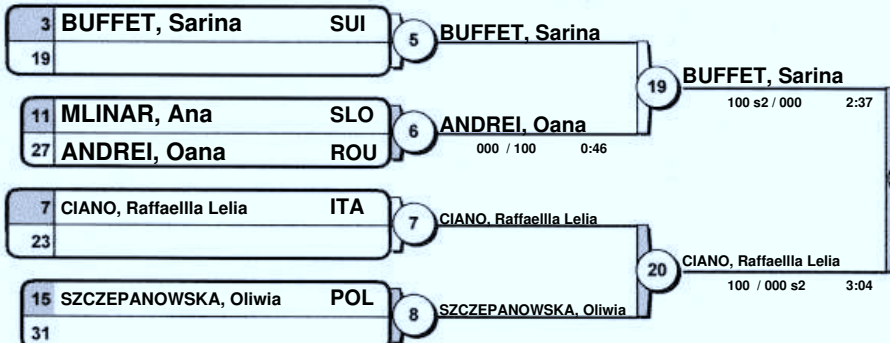 3 BUFFET, Sarina SUI
19
5 BUFFET, Sarina
11 MLINAR, Ana SLO
27 ANDREI, Oana ROU
6 ANDREI, Oana
000 / 100 0:46
19 BUFFET, Sarina
100 s2 / 000 2:37
7 CIANO, Raffaellla Lelia ITA
23
7 CIANO, Raffaellla Lelia
15 SZCZEPANOWSKA, Oliwia POL
31
8 SZCZEPANOWSKA, Oliwia
20 CIANO, Raffaellla Lelia
100 / 000 s2 3:04